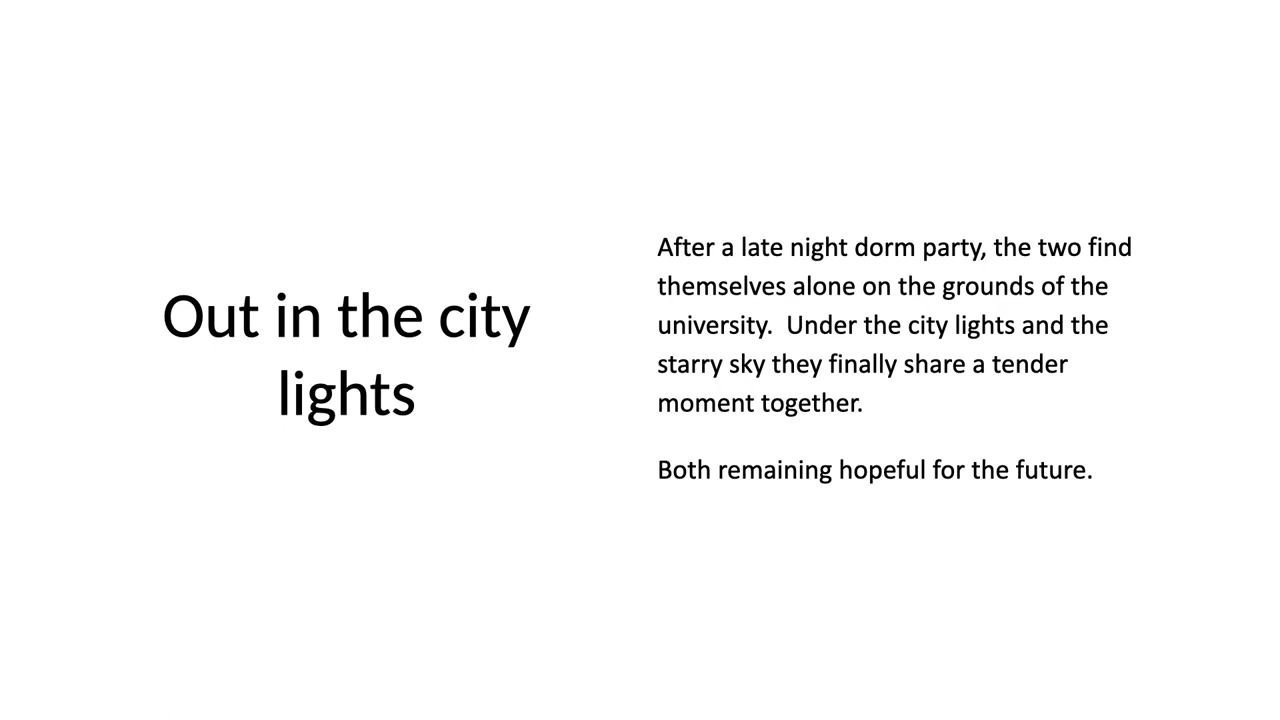 Out in the city
lights
After a late night dorm party, the two find
themselves alone on the grounds of the
university.  Under the city lights and the
starry sky they finally share a tender
moment together.
Both remaining hopeful for the future.